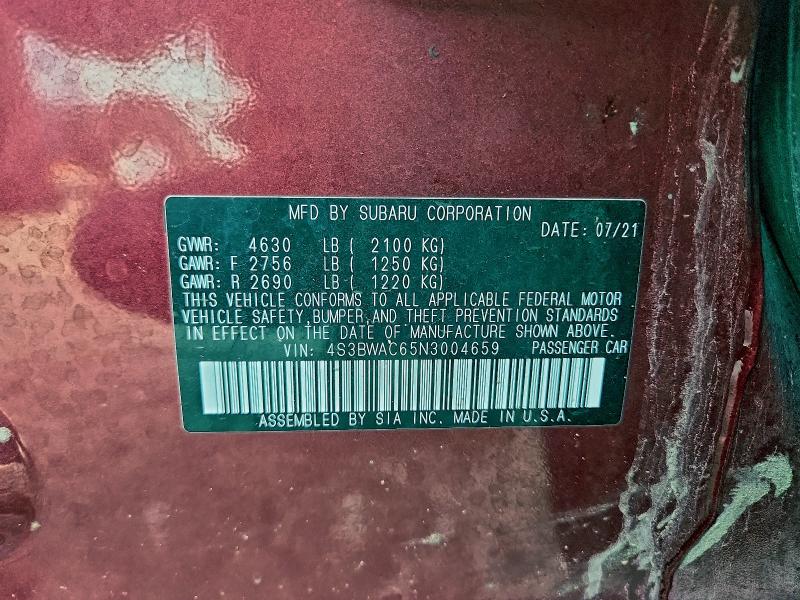 MFD BY SUBARU CORPORATION
DATE: 07/21
GVWR: 4630 LB ( 2100 KG)
GAWR: F 2756 LB ( 1250 KG)
GAWR: R 2690 LB ( 1220 KG)
THIS VEHICLE CONFORMS TO ALL APPLICABLE FEDERAL MOTOR
VEHICLE SAFETY, BUMPER, AND THEFT PREVENTION STANDARDS
IN EFFECT ON THE DATE OF MANUFACTURE SHOWN ABOVE.
VIN: 4S3BWAC65N3004659 PASSENGER CAR
ASSEMBLED BY SIA INC. MADE IN U.S.A.